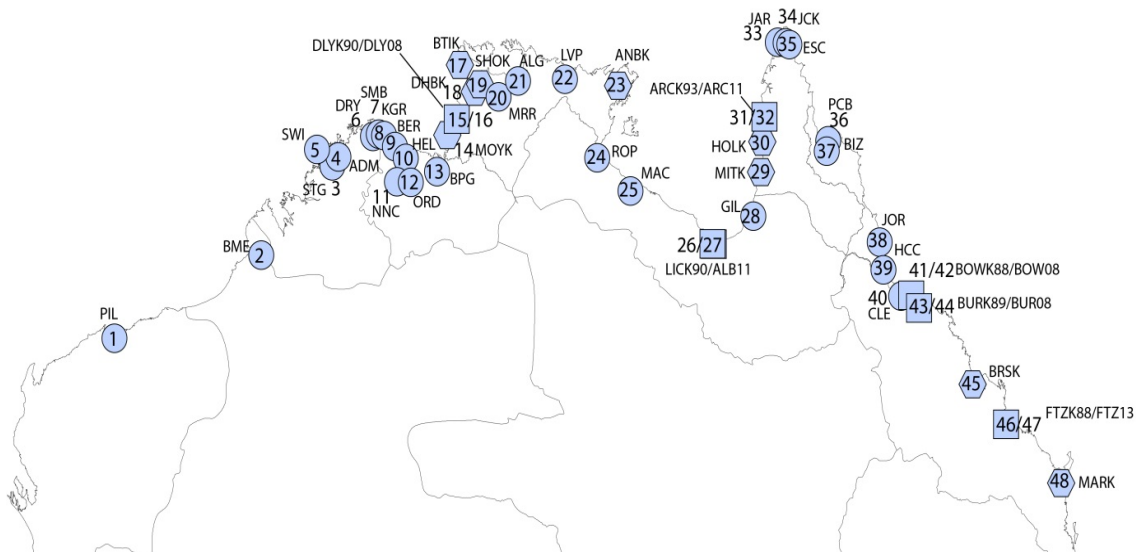 PIL
1
BME
2
SWI
5
4
ADM
STG 3
DRY
6
SMB
7
KGR
8
BER
9
HEL
10
11
NNC
12
ORD
13
BPG
14 MOYK
DLYK90/DLY08
15/16
BTIK
17
DHBK
18
SHOK
19
20
MRR
ALG
21
LVP
22
ANBK
23
24
ROP
MAC
25
26/27
LICK90/ALB11
GIL
28
MITK
29
HOLK
30
ARCK93/ARC11
31/32
JAR
33
34
JCK
35
ESC
PCB
36
37
BIZ
JOR
38
HCC
39
40
CLE
41/42 BOWK88/BOW08
43/44 BURK89/BUR08
BRSK
45
46/47
FTZK88/FTZ13
48 MARK